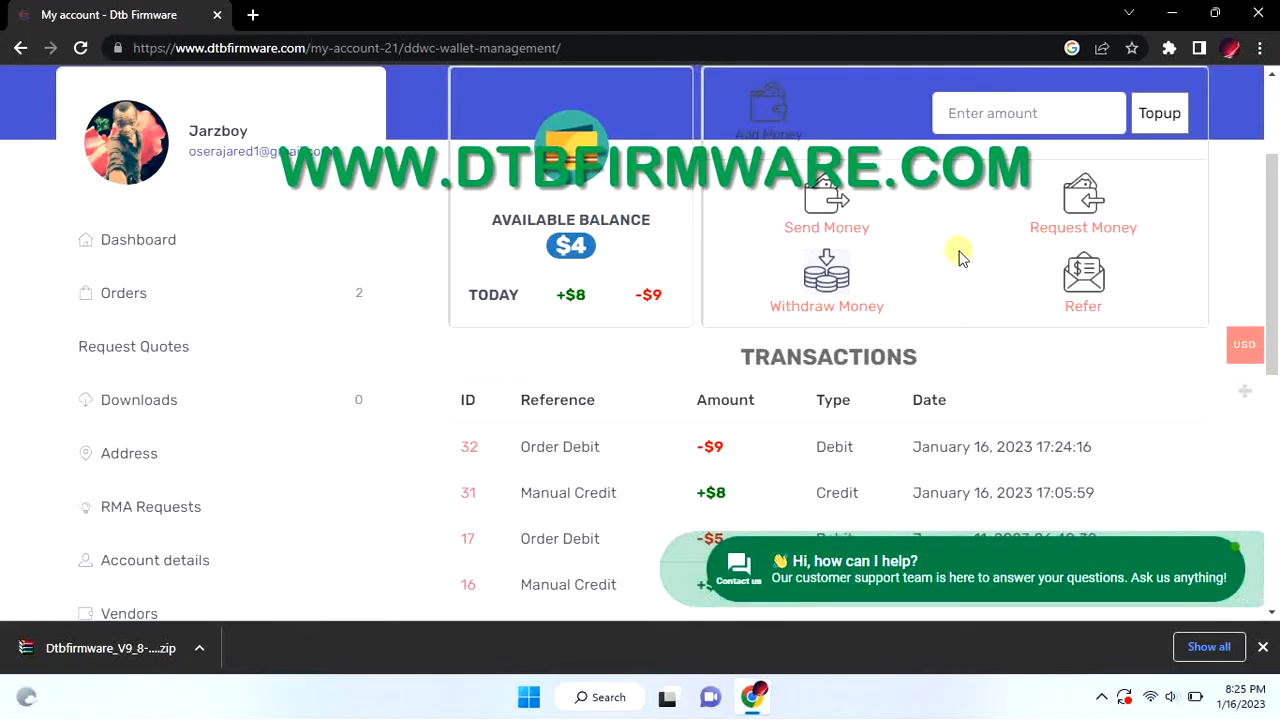 My account - Dtbfirmware
https://www.dtbfirmware.com/my-account-21/ddwc-wallet-management/
Jarzboy
Add Money
Enter amount
Topup
WWW.DTBFIRMWARE.COM
Send Money
Request Money
AVAILABLE BALANCE
$4
TODAY +$8 -$9
Withdraw Money
Refer
Dashboard
Orders 2
Request Quotes
Downloads 0
Address
RMA Requests
Account details
Vendors
USD
TRANSACTIONS
ID Reference Amount Type Date
32 Order Debit -$9 Debit January 16, 2023 17:24:16
31 Manual Credit +$8 Credit January 16, 2023 17:05:59
17 Order Debit -$5
16 Manual Credit
Contact us
👋 Hi, how can I help?
Our customer support team is here to answer your questions. Ask us anything!
Dtbfirmware_V9_8-....zip
Show all
Search
8:25 PM
1/16/2023